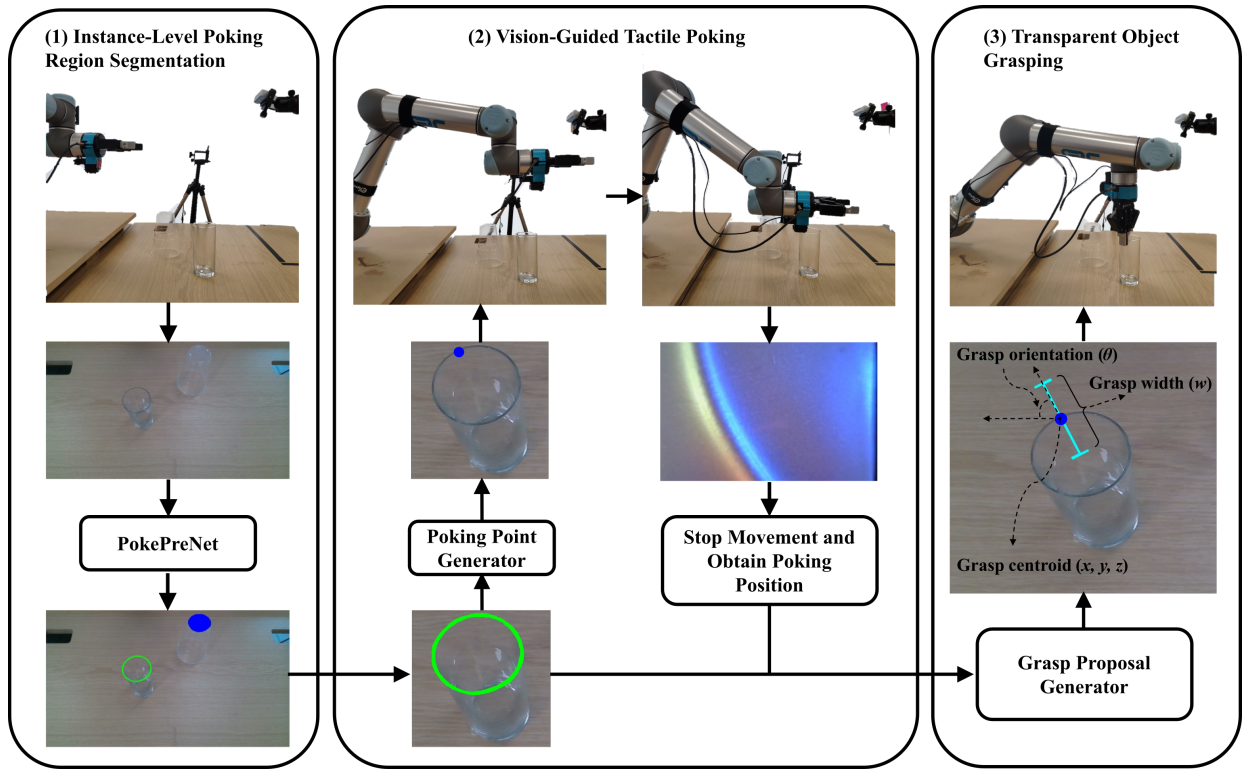 (1) Instance-Level Poking
Region Segmentation
PokePreNet
(2) Vision-Guided Tactile Poking
Poking Point
Generator
Stop Movement and
Obtain Poking
Position
(3) Transparent Object
Grasping
Grasp orientation (θ)
Grasp width (w)
Grasp centroid (x, y, z)
Grasp Proposal
Generator